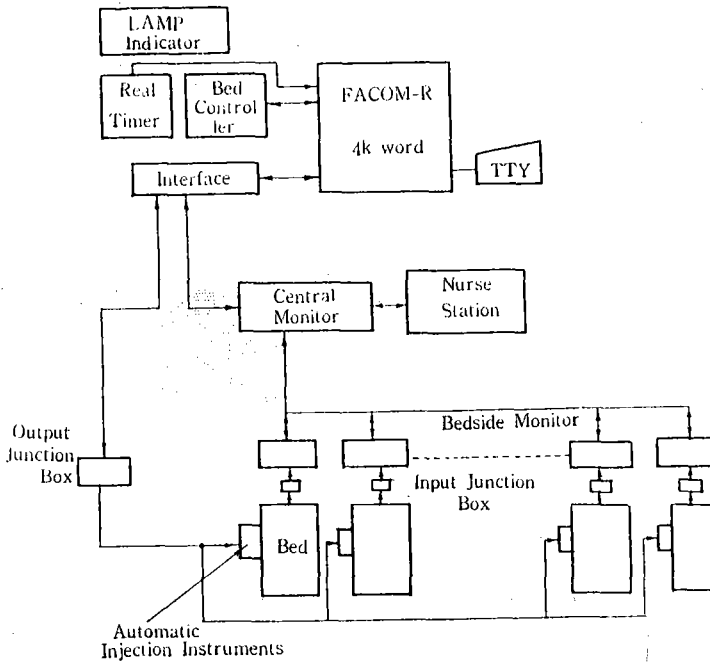 LAMP
Indicator
Real
Timer
Bed
Control
ler
FACOM-R
4k word
TTY
Interface
Central
Monitor
Nurse
Station
Output
Junction
Box
Bedside Monitor
Input Junction
Box
Bed
Automatic
Injection Instruments